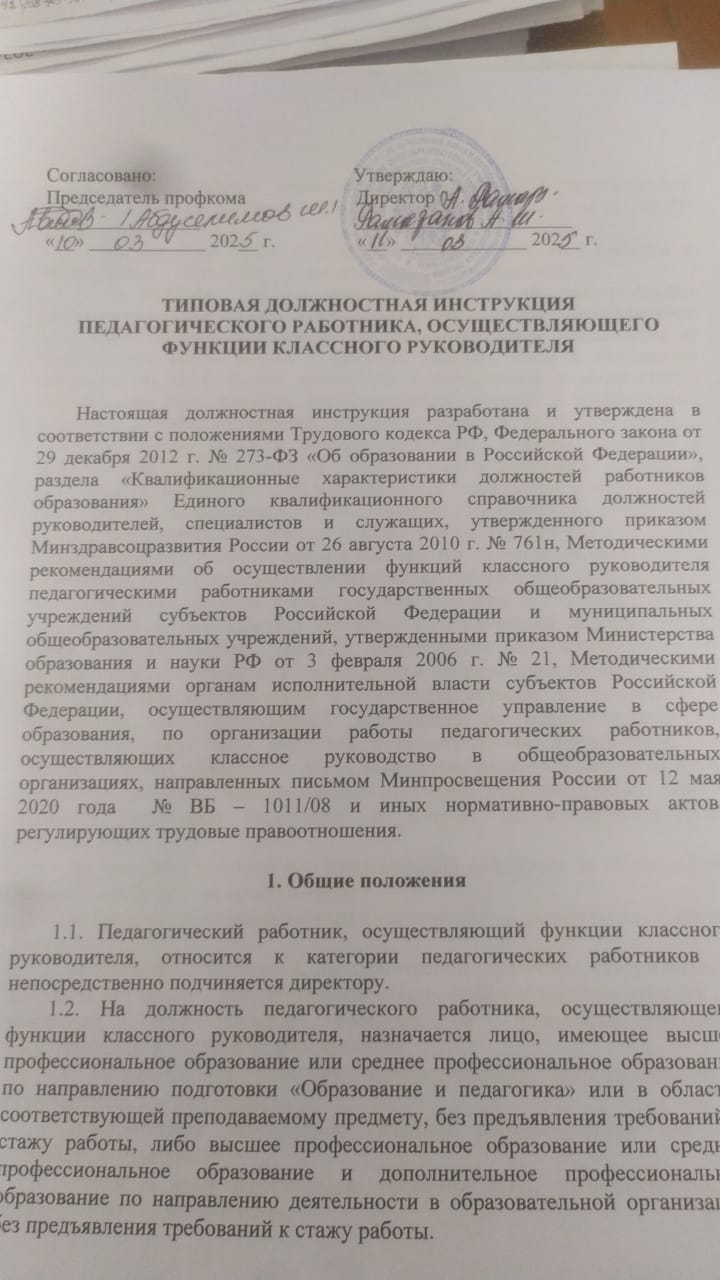 Согласовано: Утверждаю:
Председатель профкома Директор А.
Абдуселимов Рамазанов А. Ш.
«10» 03 2025 г. «11» 03 2025 г.
ТИПОВАЯ ДОЛЖНОСТНАЯ ИНСТРУКЦИЯ
ПЕДАГОГИЧЕСКОГО РАБОТНИКА, ОСУЩЕСТВЛЯЮЩЕГО
ФУНКЦИИ КЛАССНОГО РУКОВОДИТЕЛЯ
Настоящая должностная инструкция разработана и утверждена в
соответствии с положениями Трудового кодекса РФ, Федерального закона от
29 декабря 2012 г. № 273-ФЗ «Об образовании в Российской Федерации»,
раздела «Квалификационные характеристики должностей работников
образования» Единого квалификационного справочника должностей
руководителей, специалистов и служащих, утвержденного приказом
Минздравсоцразвития России от 26 августа 2010 г. № 761н, Методическими
рекомендациями об осуществлении функций классного руководителя
педагогическими работниками государственных общеобразовательных
учреждений субъектов Российской Федерации и муниципальных
общеобразовательных учреждений, утвержденными приказом Министерства
образования и науки РФ от 3 февраля 2006 г. № 21, Методическими
рекомендациями органам исполнительной власти субъектов Российской
Федерации, осуществляющим государственное управление в сфере
образования, по организации работы педагогических работников,
осуществляющих классное руководство в общеобразовательных
организациях, направленных письмом Минпросвещения России от 12 мая
2020 года № ВБ – 1011/08 и иных нормативно-правовых актов
регулирующих трудовые правоотношения.
1. Общие положения
1.1. Педагогический работник, осуществляющий функции классног
руководителя, относится к категории педагогических работников
непосредственно подчиняется директору.
1.2. На должность педагогического работника, осуществляющег
функции классного руководителя, назначается лицо, имеющее высше
профессиональное образование или среднее профессиональное образовани
по направлению подготовки «Образование и педагогика» или в област
соответствующей преподаваемому предмету, без предъявления требований
стажу работы, либо высшее профессиональное образование или средн
профессиональное образование и дополнительное профессиональн
образование по направлению деятельности в образовательной организац
без предъявления требований к стажу работы.